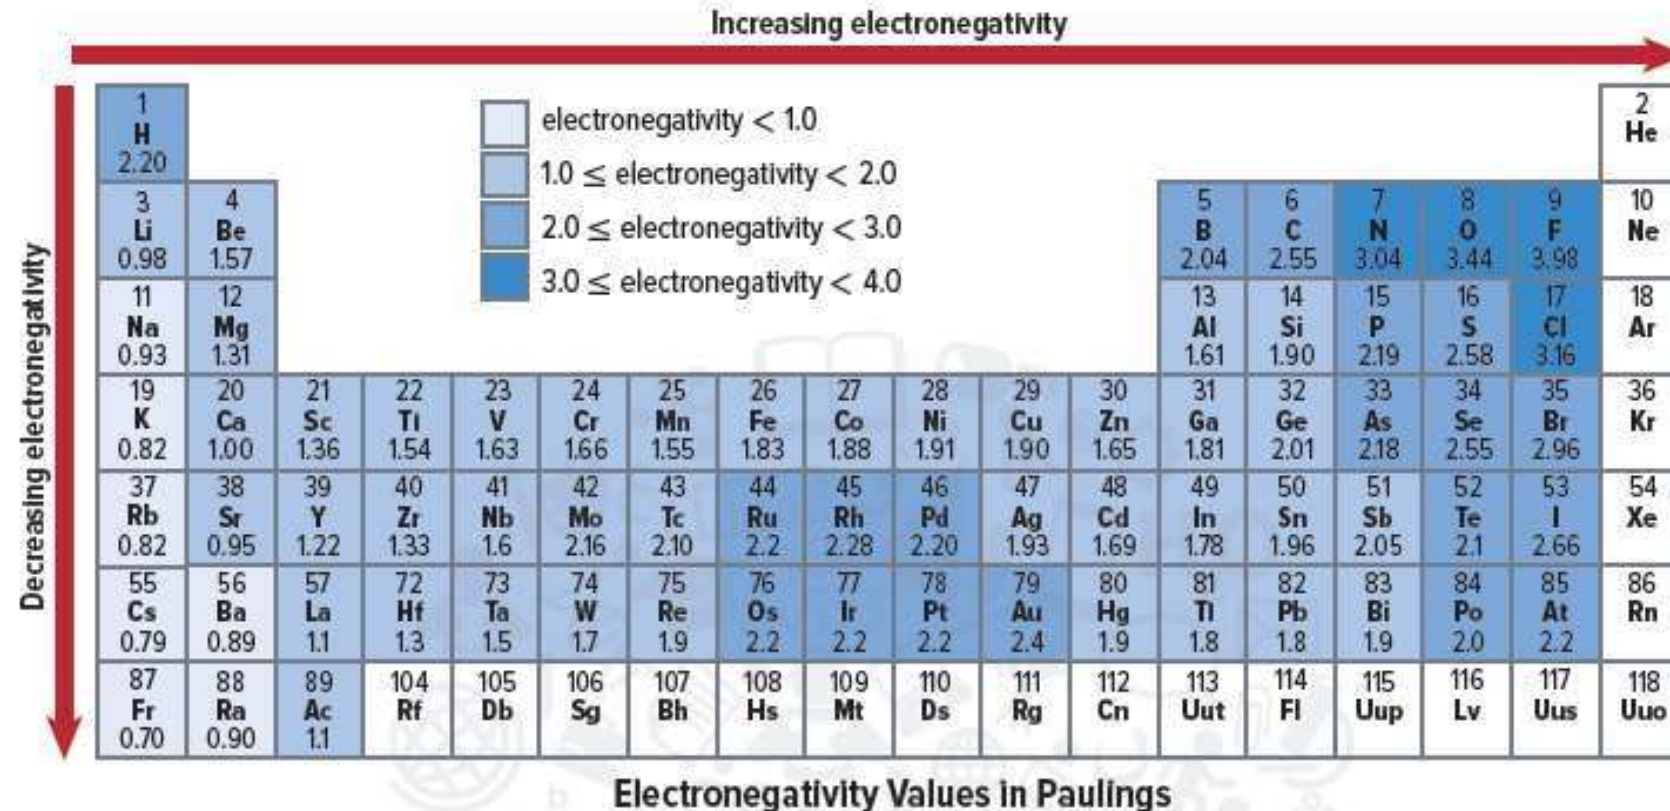 Increasing electronegativity
Decreasing electronegativity
electronegativity < 1.0
1.0 ≤ electronegativity < 2.0
2.0 ≤ electronegativity < 3.0
3.0 ≤ electronegativity < 4.0
1 2
H He
2.20
3 4 5 6 7 8 9 10
Li Be B C N O F Ne
0.98 1.57 2.04 2.55 3.04 3.44 3.98
11 12 13 14 15 16 17 18
Na Mg Al Si P S Cl Ar
0.93 1.31 1.61 1.90 2.19 2.58 3.16
19 20 21 22 23 24 25 26 27 28 29 30 31 32 33 34 35 36
K Ca Sc Ti V Cr Mn Fe Co Ni Cu Zn Ga Ge As Se Br Kr
0.82 1.00 1.36 1.54 1.63 1.66 1.55 1.83 1.88 1.91 1.90 1.65 1.81 2.01 2.18 2.55 2.96
37 38 39 40 41 42 43 44 45 46 47 48 49 50 51 52 53 54
Rb Sr Y Zr Nb Mo Tc Ru Rh Pd Ag Cd In Sn Sb Te I Xe
0.82 0.95 1.22 1.33 1.6 2.16 2.10 2.2 2.28 2.20 1.93 1.69 1.78 1.96 2.05 2.1 2.66
55 56 57 72 73 74 75 76 77 78 79 80 81 82 83 84 85 86
Cs Ba La Hf Ta W Re Os Ir Pt Au Hg Tl Pb Bi Po At Rn
0.79 0.89 1.1 1.3 1.5 1.7 1.9 2.2 2.2 2.2 2.4 1.9 1.8 1.8 1.9 2.0 2.2
87 88 89 104 105 106 107 108 109 110 111 112 113 114 115 116 117 118
Fr Ra Ac Rf Db Sg Bh Hs Mt Ds Rg Cn Uut Fl Uup Lv Uus Uuo
0.70 0.90 1.1
Electronegativity Values in Paulings